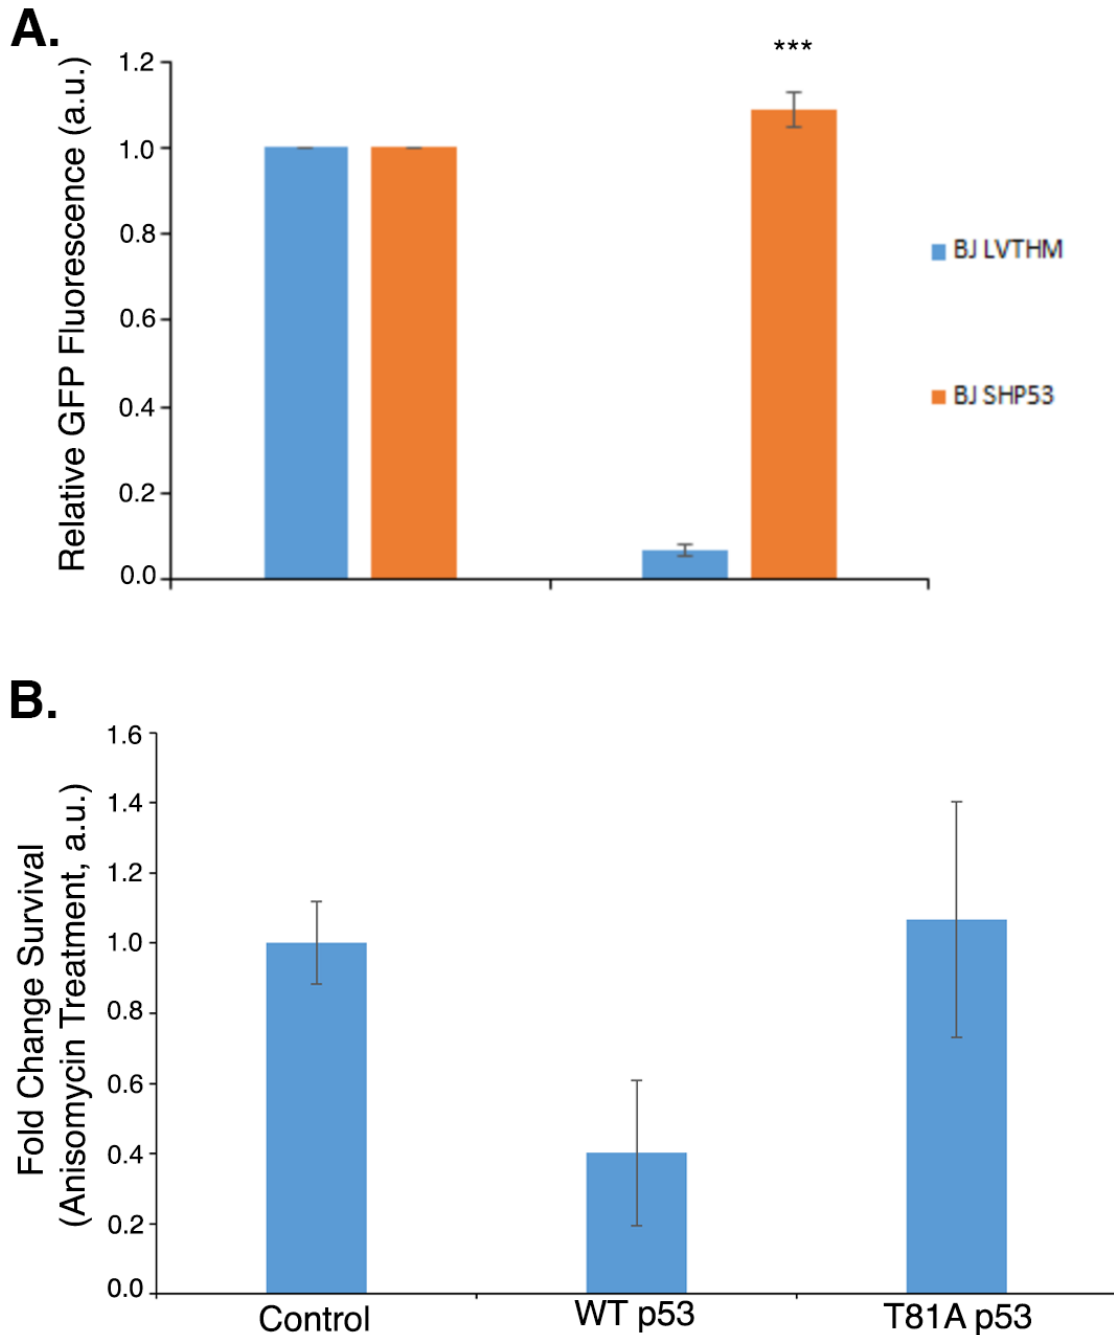 A.
***
Relative GFP Fluorescence (a.u.)
1.2
1.0
0.8
0.6
0.4
0.2
0.0
BJ LVTHM
BJ SHP53
B.
Fold Change Survival
(Anisomycin Treatment, a.u.)
1.6
1.4
1.2
1.0
0.8
0.6
0.4
0.2
0.0
Control
WT p53
T81A p53